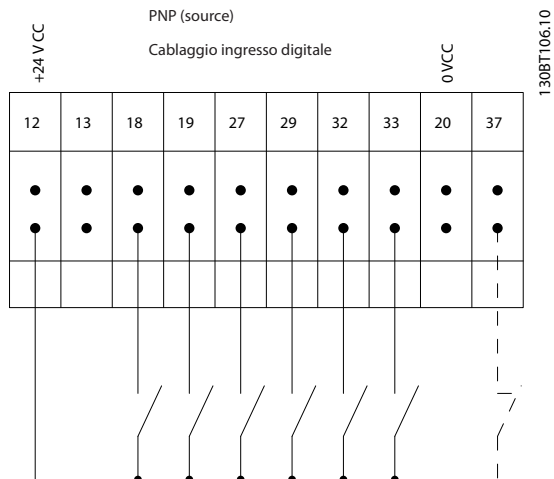 PNP (source)
Cablaggio ingresso digitale
+24 V CC
0 VCC
130BT106.10
12 13 18 19 27 29 32 33 20 37